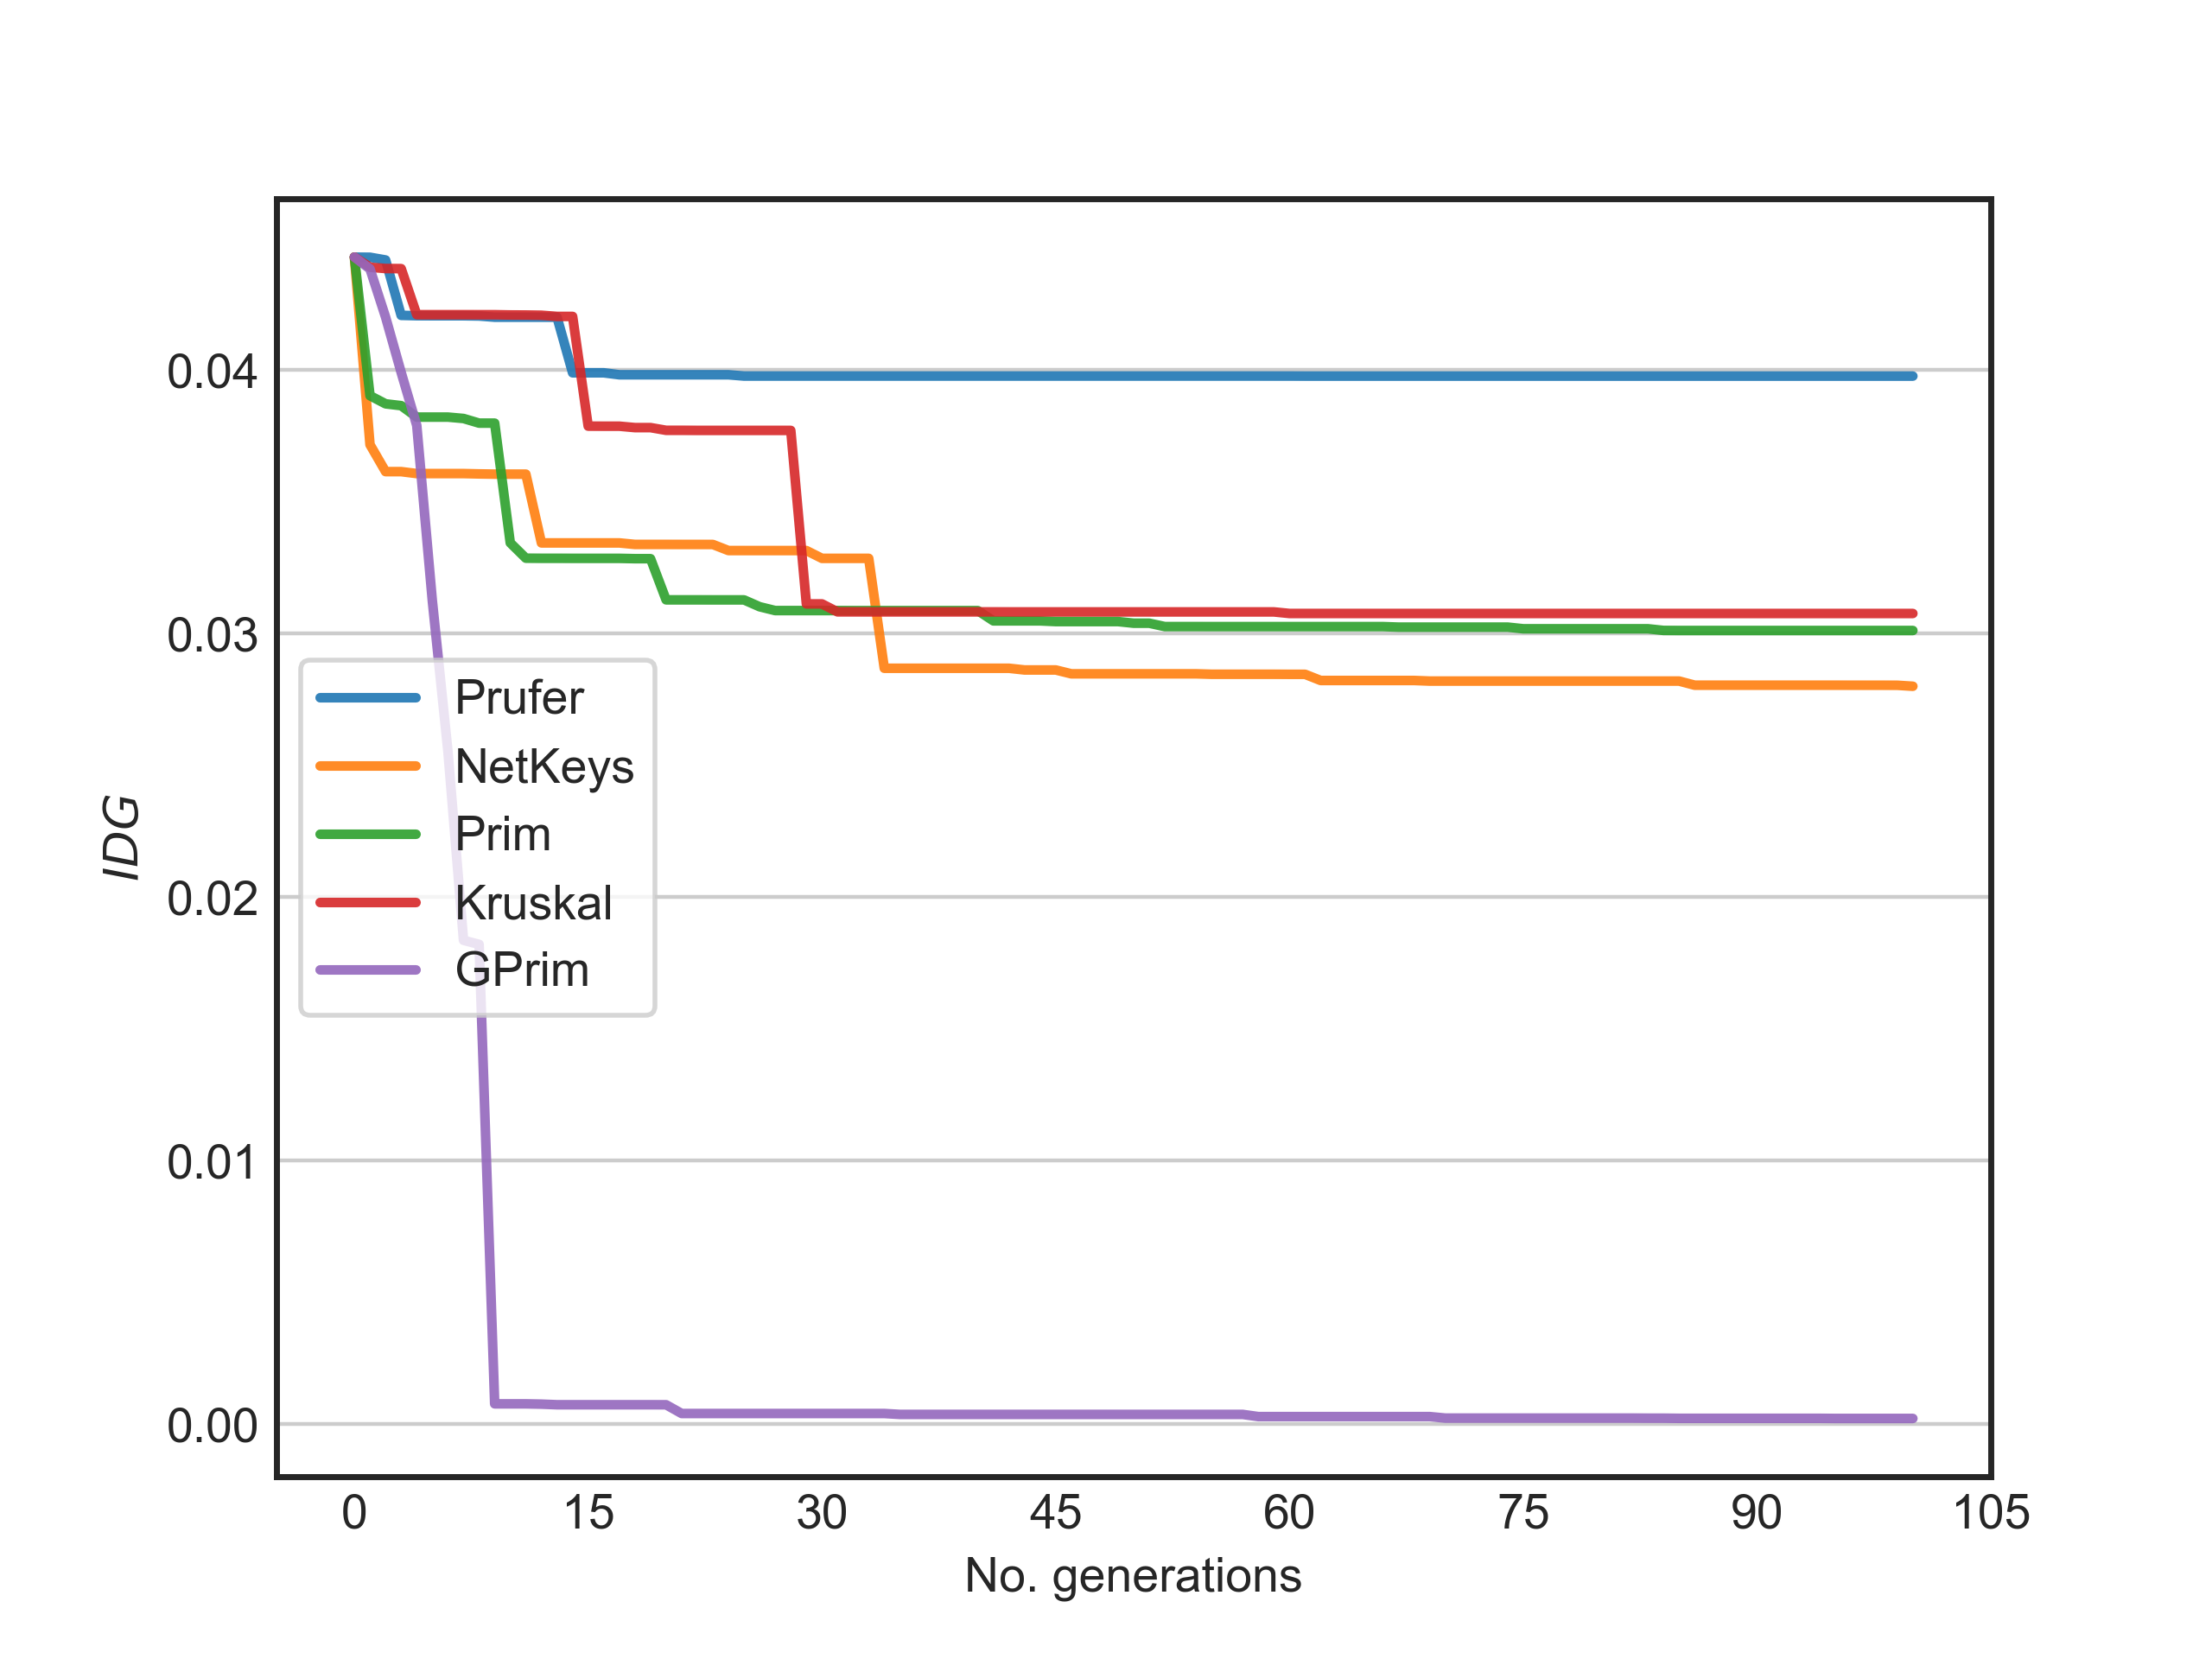 0.04
0.03
0.02
0.01
0.00
IDG
Prufer
NetKeys
Prim
Kruskal
GPrim
0 15 30 45 60 75 90 105
No. generations